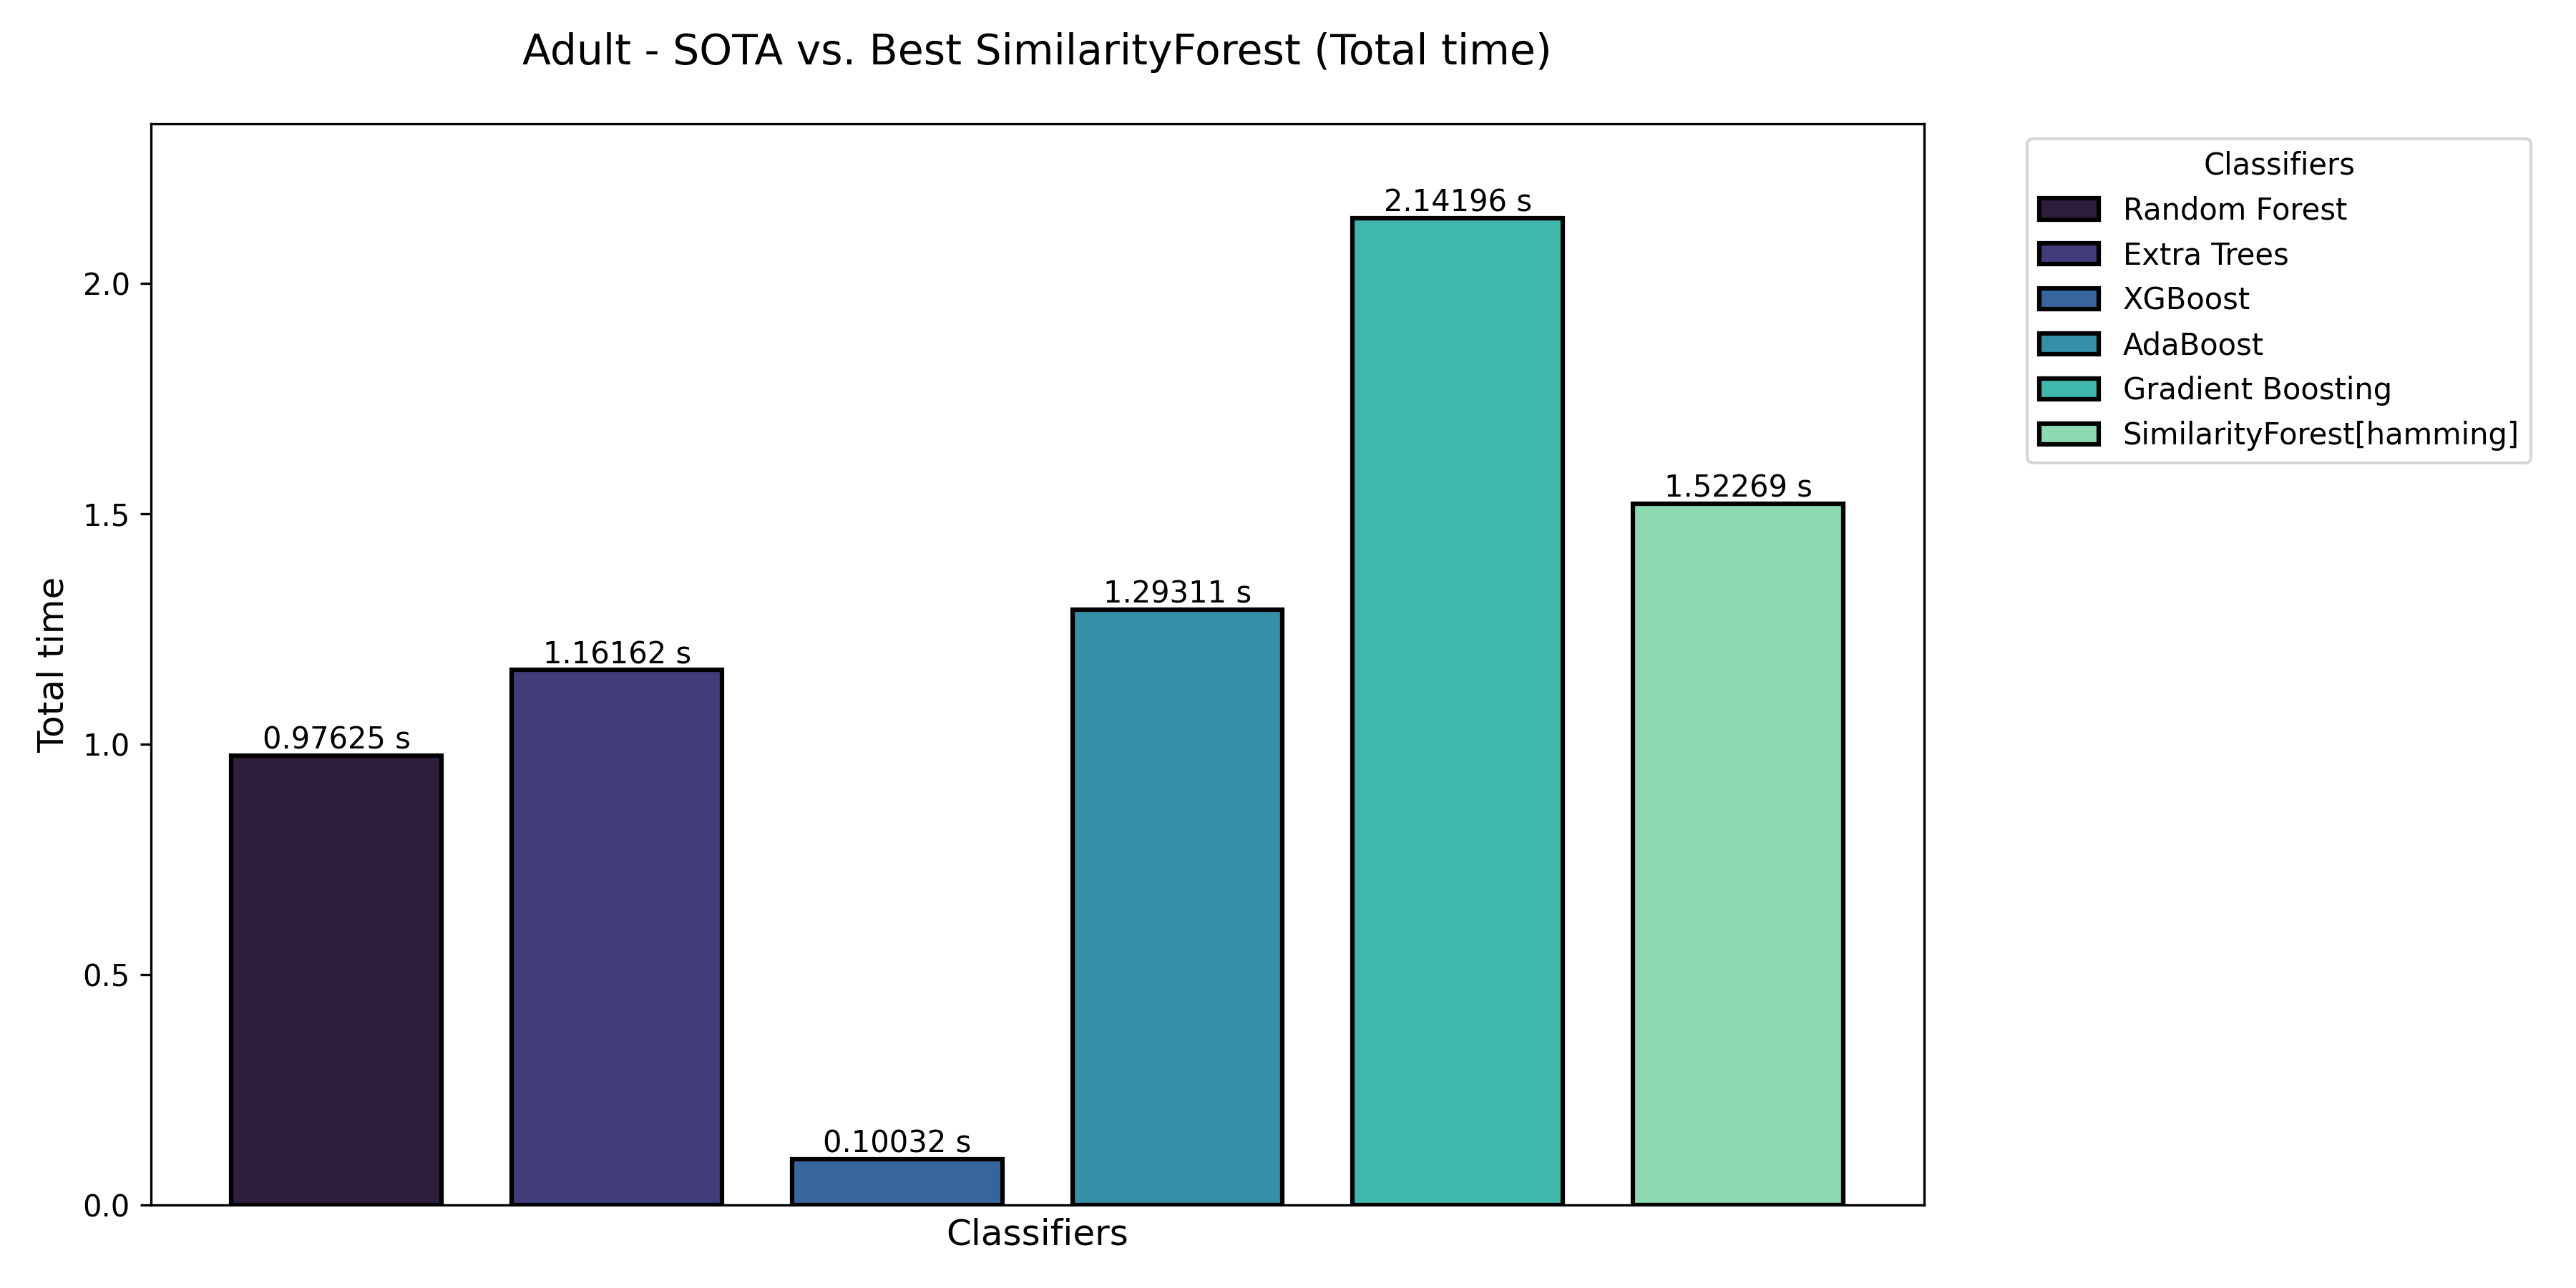 Adult - SOTA vs. Best SimilarityForest (Total time)
Total time
2.0
1.5
1.0
0.5
0.0
0.97625 s
1.16162 s
0.10032 s
1.29311 s
2.14196 s
1.52269 s
Classifiers
Classifiers
Random Forest
Extra Trees
XGBoost
AdaBoost
Gradient Boosting
SimilarityForest[hamming]